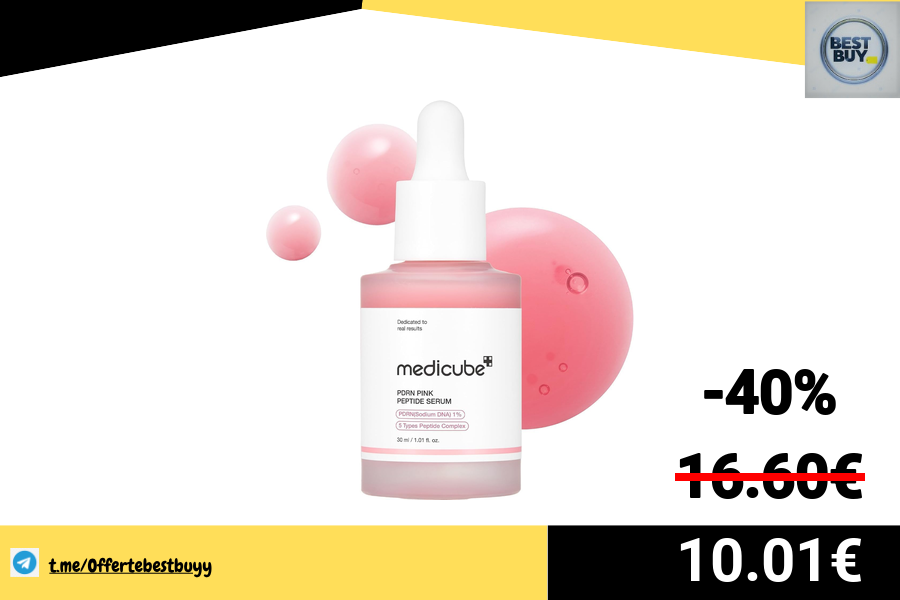 BEST
BUY
Dedicated to
real results
medicube
PDRN PINK
PEPTIDE SERUM
PDRN(Sodium DNA) 1%
5 Types Peptide Complex
30 ml / 1.01 fl. oz.
-40%
16.60€
t.me/Offertebestbuyy
10.01€